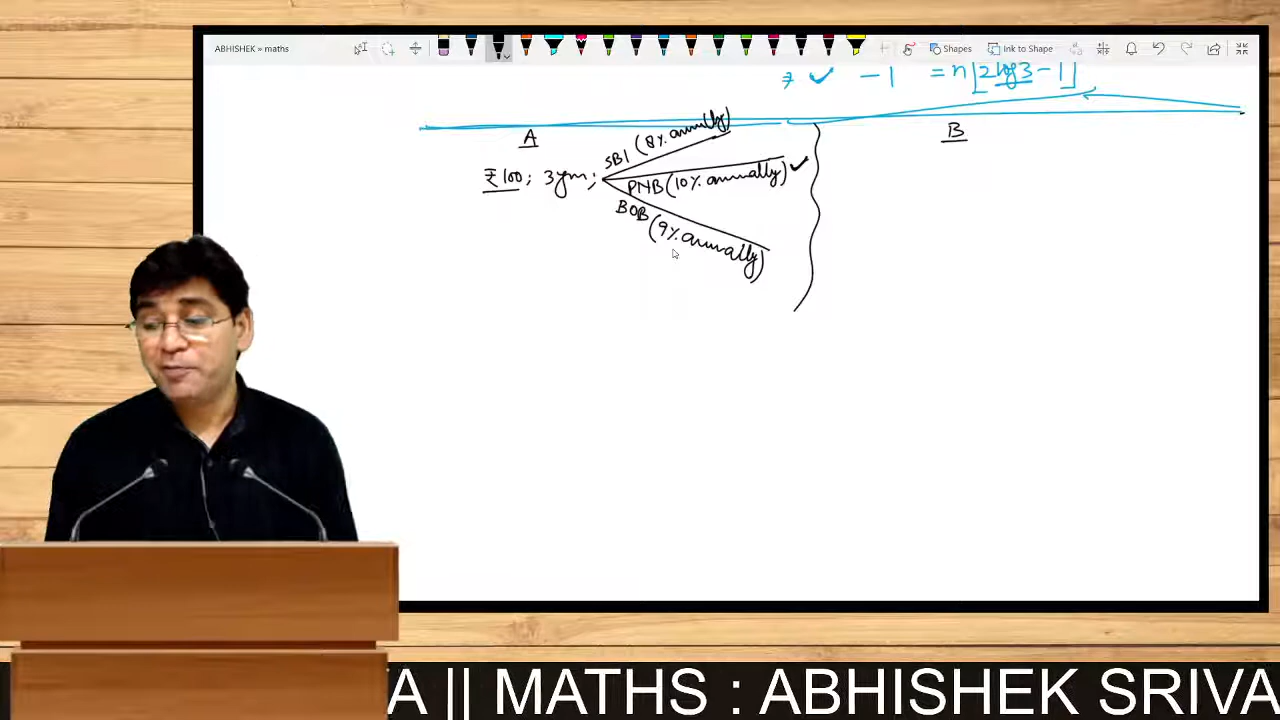 ABHISHEK » maths
Shapes
Ink to Shape
⇒ ✓ -1 = n[2log3-1]
A
B
₹100; 3yrs;
SBI (8% annually)
PNB (10% annually) ✓
BOB (9% annually)
A || MATHS : ABHISHEK SRIVA